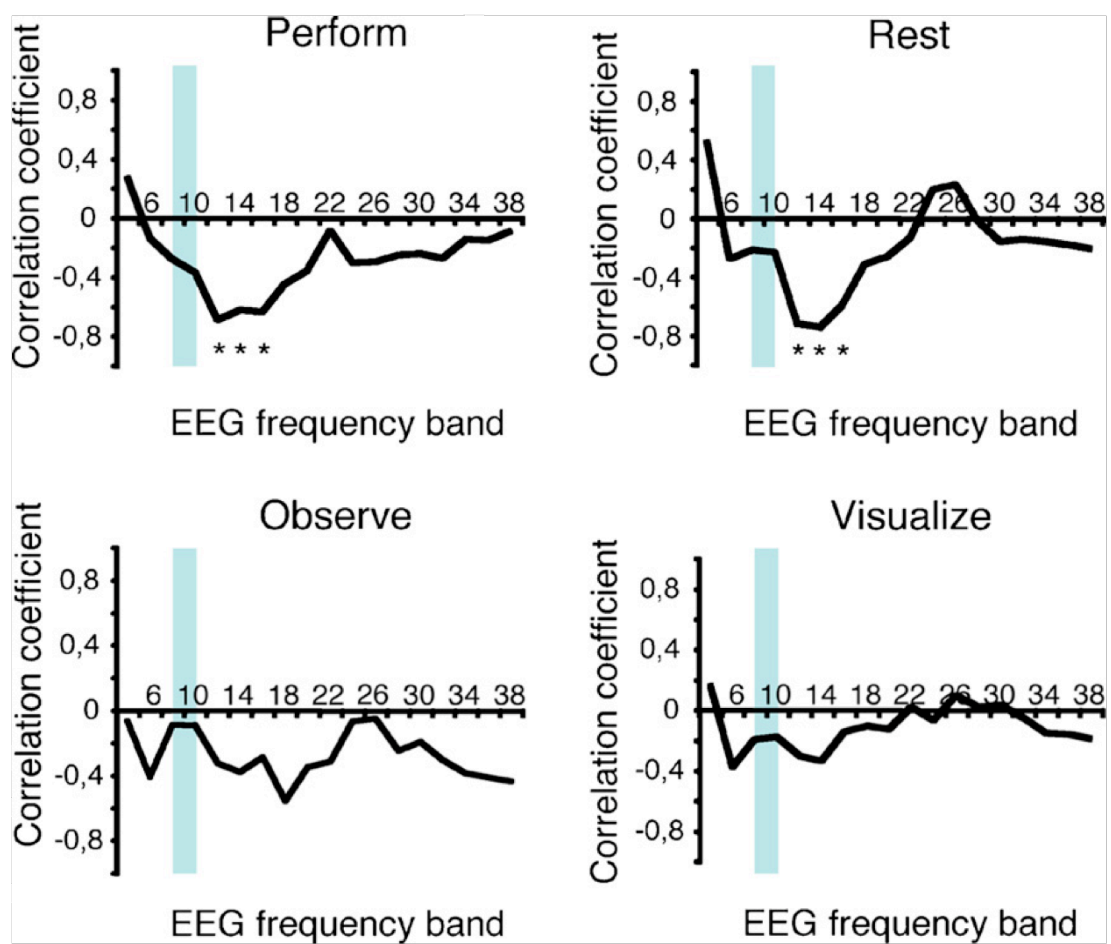 Perform
Correlation coefficient
0,8
0,4
0
-0.4
-0.8
6 10 14 18 22 26 30 34 38
* * *
EEG frequency band
Rest
Correlation coefficient
0,8
0,4
0
-0.4
-0.8
6 10 14 18 22 26 30 34 38
* * *
EEG frequency band
Observe
Correlation coefficient
0,8
0,4
0
-0,4
-0,8
6 10 14 18 22 26 30 34 38
EEG frequency band
Visualize
Correlation coefficient
0,8
0,4
0
-0,4
-0,8
6 10 14 18 22 26 30 34 38
EEG frequency band